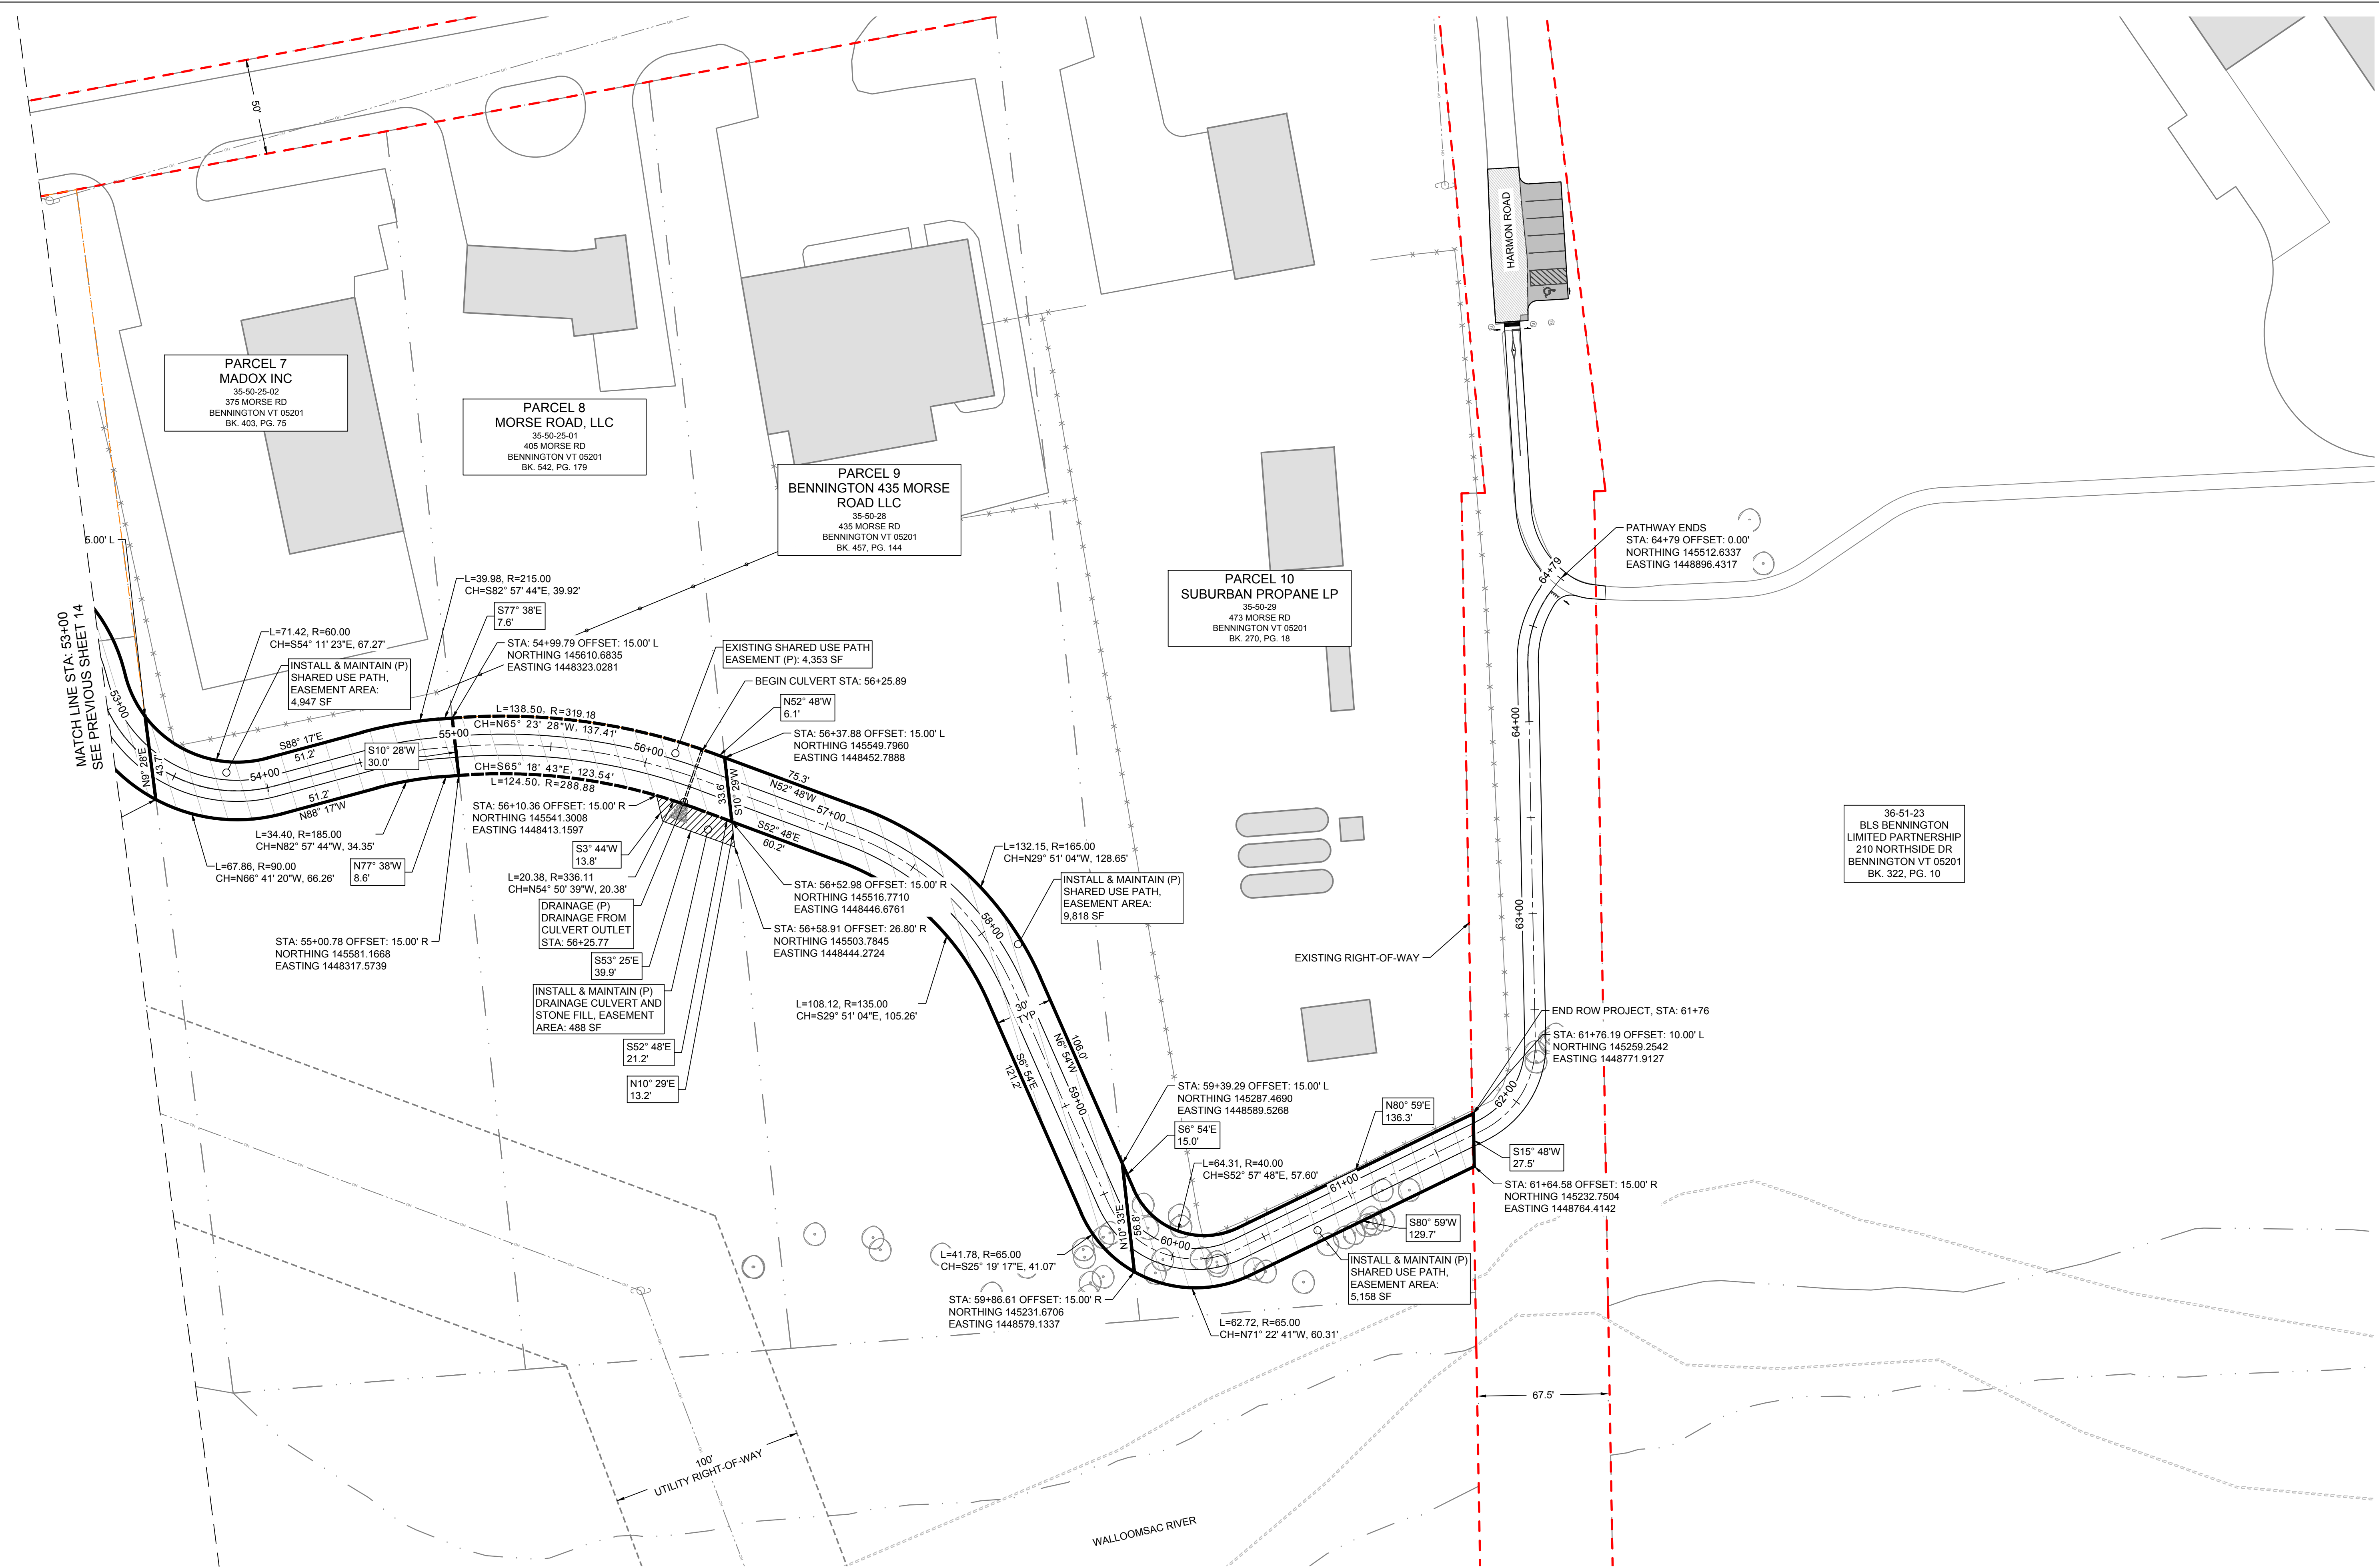 50'
HARMON ROAD
PARCEL 7
MADOX INC
35-50-25-02
375 MORSE RD
BENNINGTON VT 05201
BK. 403, PG. 75
PARCEL 8
MORSE ROAD, LLC
35-50-25-01
405 MORSE RD
BENNINGTON VT 05201
BK. 542, PG. 179
PARCEL 9
BENNINGTON 435 MORSE
ROAD LLC
35-50-28
435 MORSE RD
BENNINGTON VT 05201
BK. 457, PG. 144
PARCEL 10
SUBURBAN PROPANE LP
35-50-29
473 MORSE RD
BENNINGTON VT 05201
BK. 270, PG. 18
PATHWAY ENDS
STA: 64+79 OFFSET: 0.00'
NORTHING 145512.6337
EASTING 1448896.4317
64+79
5.00' L
MATCH LINE STA: 53+00
SEE PREVIOUS SHEET 14
53+00
L=71.42, R=60.00
CH=S54° 11' 23"E, 67.27'
INSTALL & MAINTAIN (P)
SHARED USE PATH,
EASEMENT AREA:
4,947 SF
L=39.98, R=215.00
CH=S82° 57' 44"E, 39.92'
S77° 38'E
7.6'
STA: 54+99.79 OFFSET: 15.00' L
NORTHING 145610.6835
EASTING 1448323.0281
EXISTING SHARED USE PATH
EASEMENT (P): 4,353 SF
BEGIN CULVERT STA: 56+25.89
N52° 48'W
6.1'
STA: 56+37.88 OFFSET: 15.00' L
NORTHING 145549.7960
EASTING 1448452.7888
L=138.50, R=319.18
CH=N65° 23' 28"W, 137.41'
55+00
56+00
S88° 17'E
51.2'
S10° 28'W
30.0'
54+00
N9° 28'E
43.7'
51.2'
N88° 17'W
CH=S65° 18' 43"E, 123.54'
L=124.50, R=288.88
33.6'
S10° 29'W
75.3'
N52° 48'W
57+00
S52° 48'E
60.2'
STA: 56+10.36 OFFSET: 15.00' R
NORTHING 145541.3008
EASTING 1448413.1597
L=34.40, R=185.00
CH=N82° 57' 44"W, 34.35'
L=67.86, R=90.00
CH=N66° 41' 20"W, 66.26'
N77° 38'W
8.6'
S3° 44'W
13.8'
L=20.38, R=336.11
CH=N54° 50' 39"W, 20.38'
DRAINAGE (P)
DRAINAGE FROM
CULVERT OUTLET
STA: 56+25.77
STA: 56+52.98 OFFSET: 15.00' R
NORTHING 145516.7710
EASTING 1448446.6761
STA: 56+58.91 OFFSET: 26.80' R
NORTHING 145503.7845
EASTING 1448444.2724
STA: 55+00.78 OFFSET: 15.00' R
NORTHING 145581.1668
EASTING 1448317.5739
S53° 25'E
39.9'
INSTALL & MAINTAIN (P)
DRAINAGE CULVERT AND
STONE FILL, EASEMENT
AREA: 488 SF
S52° 48'E
21.2'
N10° 29'E
13.2'
L=132.15, R=165.00
CH=N29° 51' 04"W, 128.65'
INSTALL & MAINTAIN (P)
SHARED USE PATH,
EASEMENT AREA:
9,818 SF
58+00
L=108.12, R=135.00
CH=S29° 51' 04"E, 105.26'
30'
TYP
106.0'
N6° 54'W
S6° 54'E
121.2'
59+00
64+00
63+00
62+00
36-51-23
BLS BENNINGTON
LIMITED PARTNERSHIP
210 NORTHSIDE DR
BENNINGTON VT 05201
BK. 322, PG. 10
EXISTING RIGHT-OF-WAY
END ROW PROJECT, STA: 61+76
STA: 61+76.19 OFFSET: 10.00' L
NORTHING 145259.2542
EASTING 1448771.9127
STA: 59+39.29 OFFSET: 15.00' L
NORTHING 145287.4690
EASTING 1448589.5268
S6° 54'E
15.0'
N80° 59'E
136.3'
L=64.31, R=40.00
CH=S52° 57' 48"E, 57.60'
61+00
S15° 48'W
27.5'
STA: 61+64.58 OFFSET: 15.00' R
NORTHING 145232.7504
EASTING 1448764.4142
N10° 33'E
56.8'
60+00
S80° 59'W
129.7'
L=41.78, R=65.00
CH=S25° 19' 17"E, 41.07'
INSTALL & MAINTAIN (P)
SHARED USE PATH,
EASEMENT AREA:
5,158 SF
STA: 59+86.61 OFFSET: 15.00' R
NORTHING 145231.6706
EASTING 1448579.1337
L=62.72, R=65.00
CH=N71° 22' 41"W, 60.31'
67.5'
100'
UTILITY RIGHT-OF-WAY
WALLOOMSAC RIVER